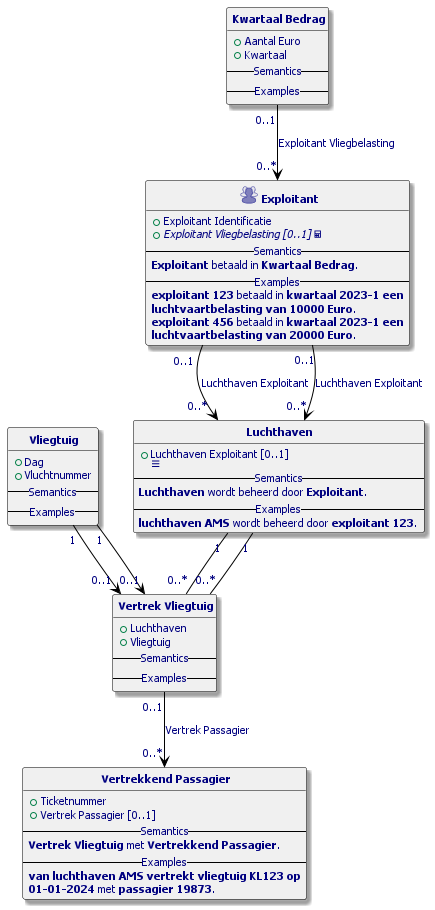 Kwartaal Bedrag
Aantal Euro
Kwartaal
Semantics
Examples
0..1
Exploitant Vliegbelasting
0..*
Exploitant
Exploitant Identificatie
Exploitant Vliegbelasting [0..1]
Semantics
Exploitant betaald in Kwartaal Bedrag.
Examples
exploitant 123 betaald in kwartaal 2023-1 een
luchtvaartbelasting van 10000 Euro.
exploitant 456 betaald in kwartaal 2023-1 een
luchtvaartbelasting van 20000 Euro.
0..1 0..1
Luchthaven Exploitant Luchthaven Exploitant
0..* 0..*
Luchthaven
Luchthaven Exploitant [0..1]
Semantics
Luchthaven wordt beheerd door Exploitant.
Examples
luchthaven AMS wordt beheerd door exploitant 123.
Vliegtuig
Dag
Vluchtnummer
Semantics
Examples
1 1 1 1
0..1 0..1 0..* 0..*
Vertrek Vliegtuig
Luchthaven
Vliegtuig
Semantics
Examples
0..1
Vertrek Passagier
0..*
Vertrekkend Passagier
Ticketnummer
Vertrek Passagier [0..1]
Semantics
Vertrek Vliegtuig met Vertrekkend Passagier.
Examples
van luchthaven AMS vertrekt vliegtuig KL123 op
01-01-2024 met passagier 19873.